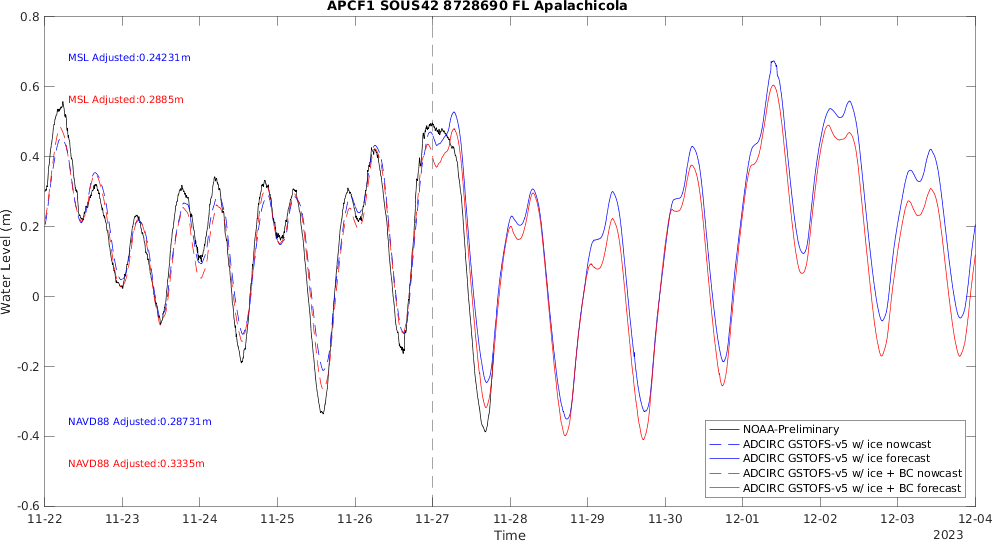 APCF1 SOUS42 8728690 FL Apalachicola
0.8
0.6
0.4
0.2
0
-0.2
-0.4
-0.6
Water Level (m)
MSL Adjusted:0.24231m
MSL Adjusted:0.2885m
NAVD88 Adjusted:0.28731m
NAVD88 Adjusted:0.3335m
NOAA-Preliminary
ADCIRC GSTOFS-v5 w/ ice nowcast
ADCIRC GSTOFS-v5 w/ ice forecast
ADCIRC GSTOFS-v5 w/ ice + BC nowcast
ADCIRC GSTOFS-v5 w/ ice + BC forecast
11-22 11-23 11-24 11-25 11-26 11-27 11-28 11-29 11-30 12-01 12-02 12-03 12-04
Time
2023